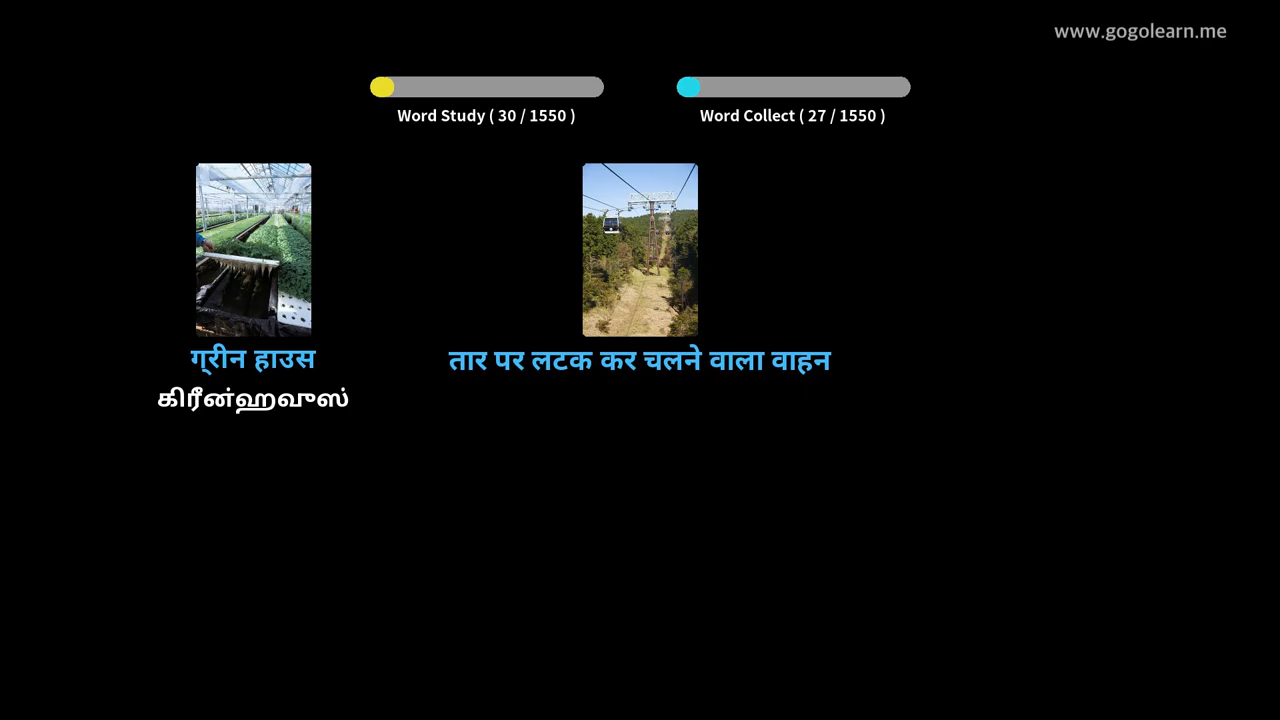 www.gogolearn.me
Word Study ( 30 / 1550 )
Word Collect ( 27 / 1550 )
ग्रीन हाउस
கிரீன்ஹவுஸ்
तार पर लटक कर चलने वाला वाहन